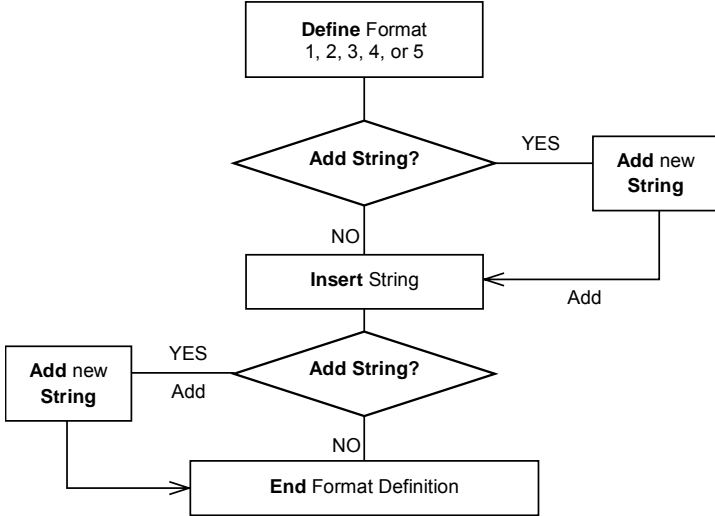 Define Format
1, 2, 3, 4, or 5
Add String?
YES
Add new
String
NO
Insert String
Add
Add String?
YES
Add
Add new
String
NO
End Format Definition